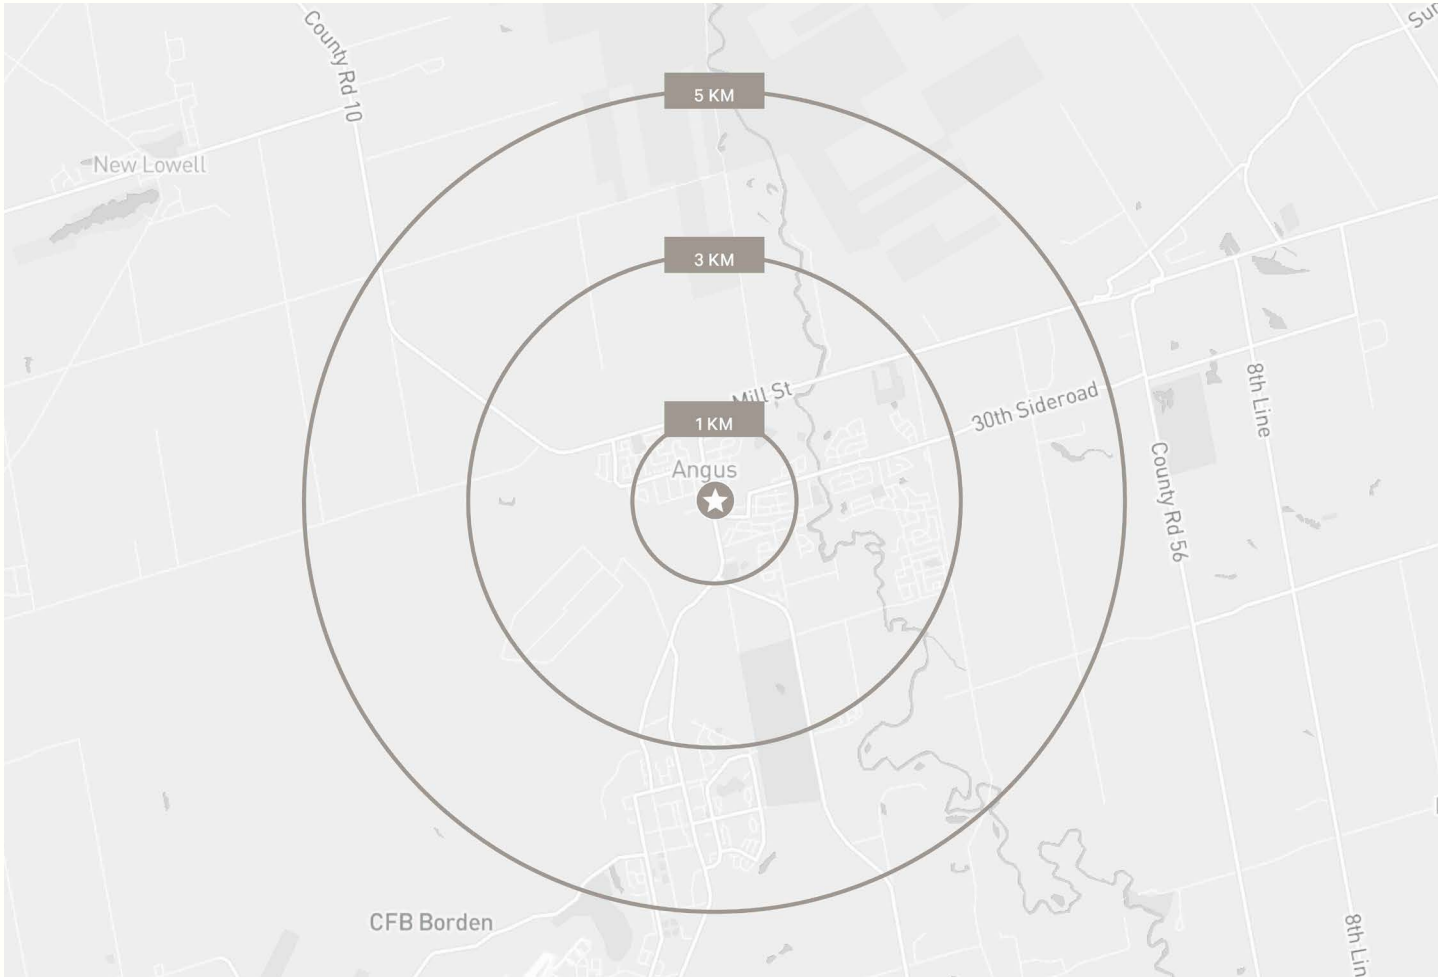 County Rd 10
Sur
5 KM
New Lowell
3 KM
Mill St
8th Line
30th Sideroad
1 KM
Angus
County Rd 56
CFB Borden
8th Lin